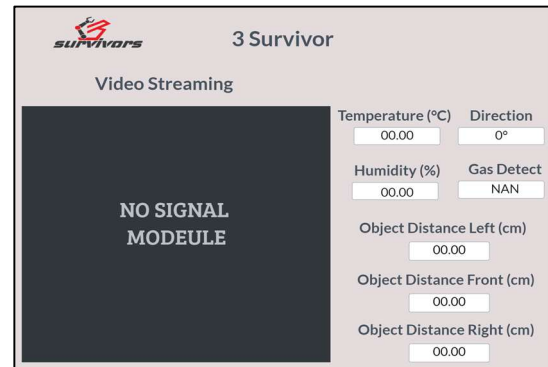 SURVIVORS
3 Survivor
Video Streaming
NO SIGNAL
MODEULE
Temperature (°C) Direction
00.00 0°
Humidity (%) Gas Detect
00.00 NAN
Object Distance Left (cm)
00.00
Object Distance Front (cm)
00.00
Object Distance Right (cm)
00.00